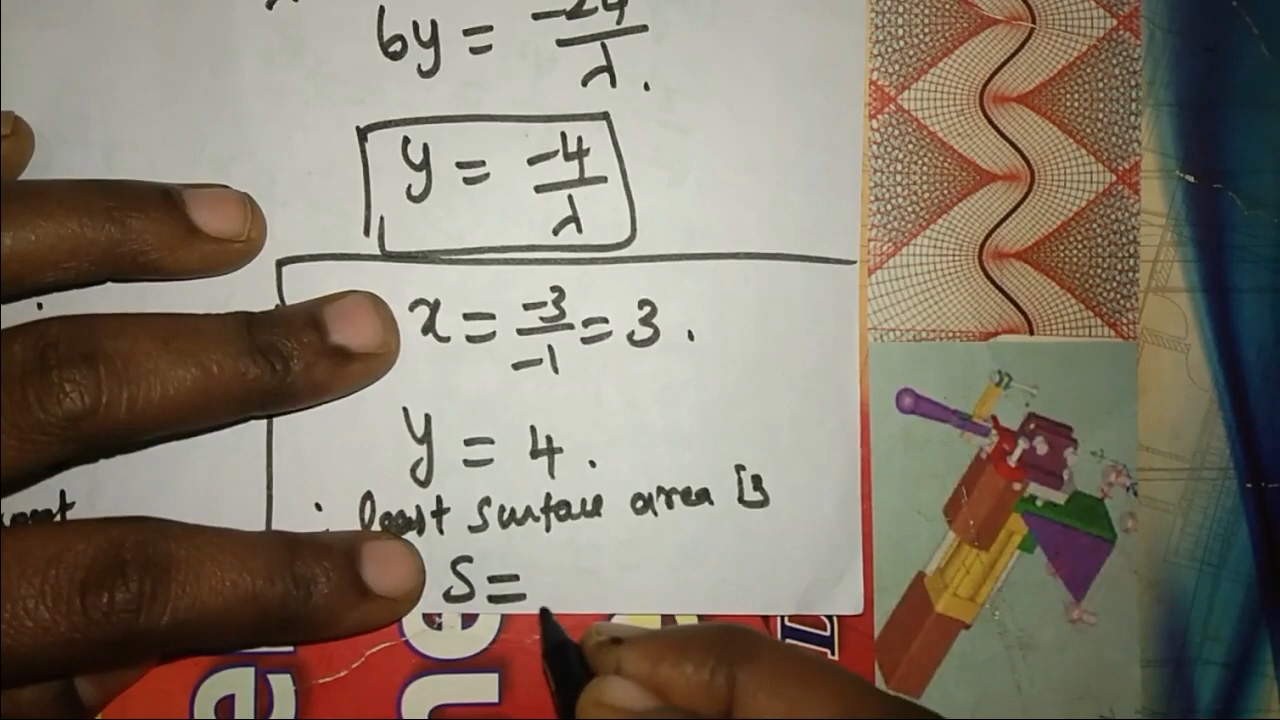 6y = -24/λ.
y = -4/λ
x = -3/-1 = 3.
y = 4.
least surface area is
S =